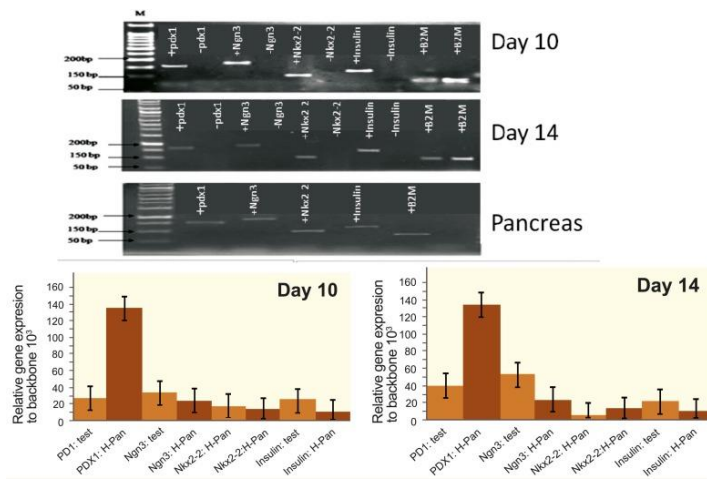 M
+pdx1
-pdx1
+Ngn3
-Ngn3
+Nkx2-2
-Nkx2-2
+Insulin
-Insulin
+B2M
+B2M
200bp
150 bp
50 bp
Day 10
+pdx1
-pdx1
+Ngn3
-Ngn3
+Nkx2 2
-Nkx2-2
+Insulin
-Insulin
+B2M
+B2M
200bp
150 bp
50 bp
Day 14
+pdx1
+Ngn3
+Nkx2-2
+Insulin
+B2M
200bp
150 bp
50 bp
Pancreas
Day 10
Relative gene expresion
to backbone 10³
160
140
120
100
80
60
40
20
0
PD1: test
PDX1: H-Pan
Ngn3: test
Ngn3: H-Pan
Nkx2-2: H-Pan
Nkx2-2:H-Pan
Insulin: test
Insulin: H-Pan
Day 14
Relative gene expresion
to backbone 10³
160
140
120
100
80
60
40
20
0
PD1: test
PDX1: H-Pan
Ngn3: test
Ngn3: H-Pan
Nkx2-2: H-Pan
Nkx2-2:H-Pan
Insulin: test
Insulin: H-Pan